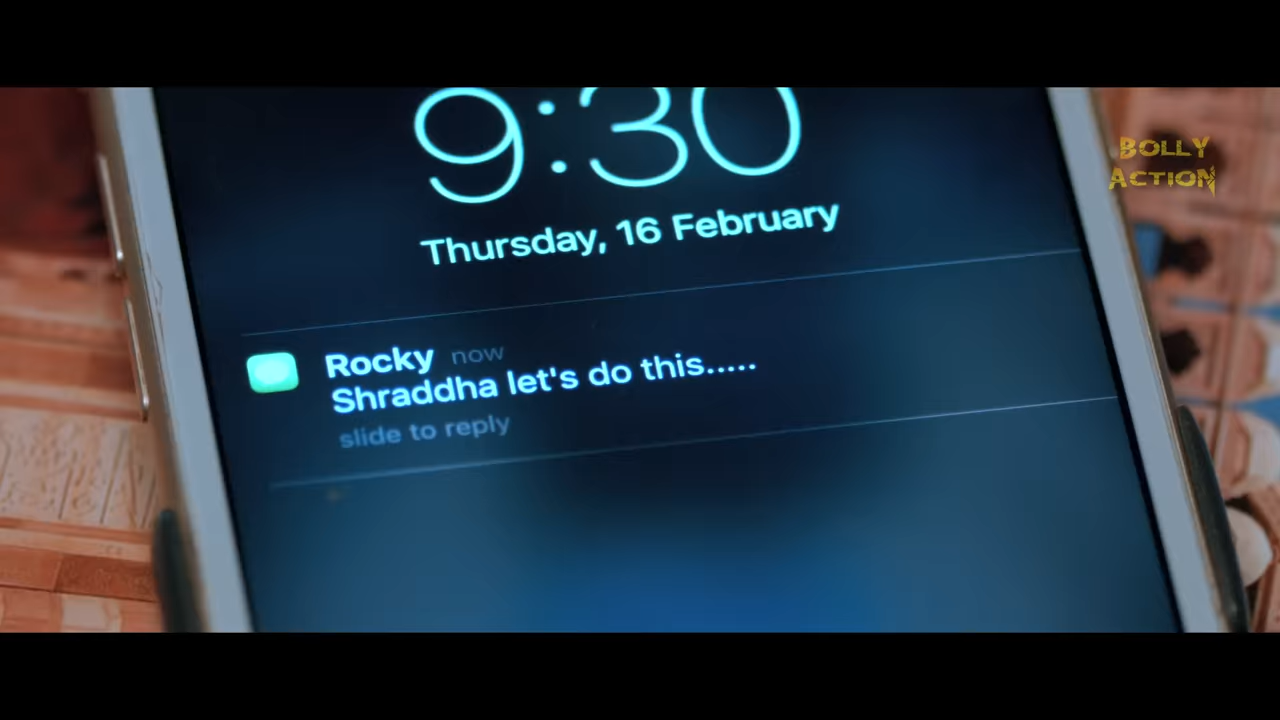 9:30
Thursday, 16 February
Rocky now
Shraddha let's do this.....
slide to reply
BOLLY
ACTION